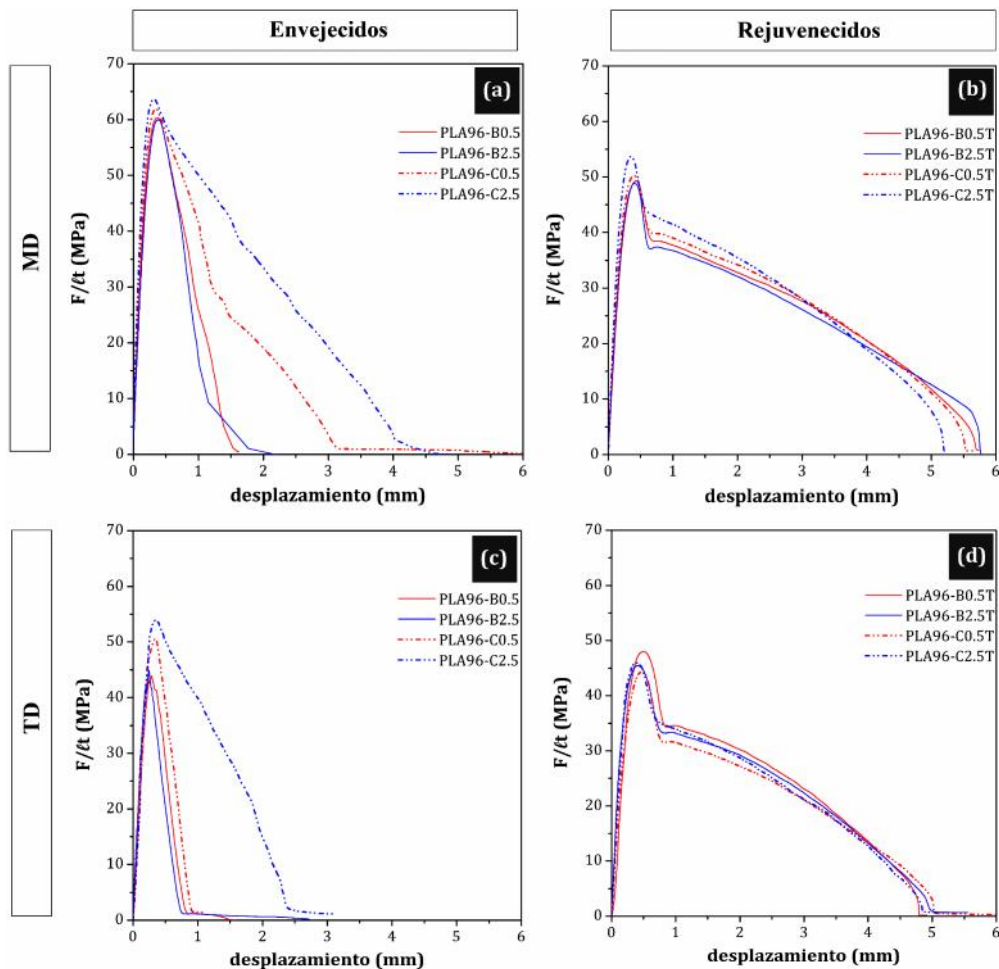 Envejecidos
Rejuvenecidos
MD
(a)
F/ℓt (MPa)
70
60
50
40
30
20
10
0
PLA96-B0.5
PLA96-B2.5
PLA96-C0.5
PLA96-C2.5
0 1 2 3 4 5 6
desplazamiento (mm)
(b)
F/ℓt (MPa)
70
60
50
40
30
20
10
0
PLA96-B0.5T
PLA96-B2.5T
PLA96-C0.5T
PLA96-C2.5T
0 1 2 3 4 5 6
desplazamiento (mm)
TD
(c)
F/ℓt (MPa)
70
60
50
40
30
20
10
0
PLA96-B0.5
PLA96-B2.5
PLA96-C0.5
PLA96-C2.5
0 1 2 3 4 5 6
desplazamiento (mm)
(d)
F/ℓt (MPa)
70
60
50
40
30
20
10
0
PLA96-B0.5T
PLA96-B2.5T
PLA96-C0.5T
PLA96-C2.5T
0 1 2 3 4 5 6
desplazamiento (mm)